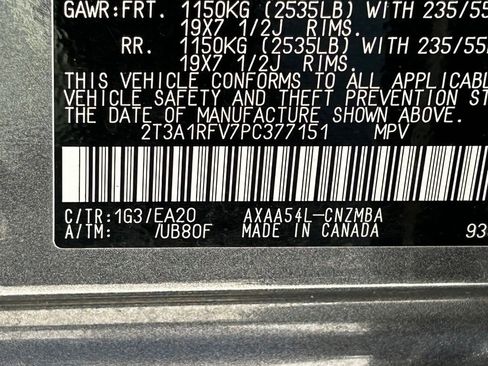 GAWR:FRT. 1150KG (2535LB) WITH 235/55
19X7 1/2J RIMS.
RR. 1150KG (2535LB) WITH 235/55
19X7 1/2J RIMS.
THIS VEHICLE CONFORMS TO ALL APPLICABL
VEHICLE SAFETY AND THEFT PREVENTION ST
THE DATE OF MANUFACTURE SHOWN ABOVE.
2T3A1RFV7PC377151 MPV
C/TR:1G3/EA20 AXAA54L-CNZMBA
A/TM: /UB80F MADE IN CANADA 930